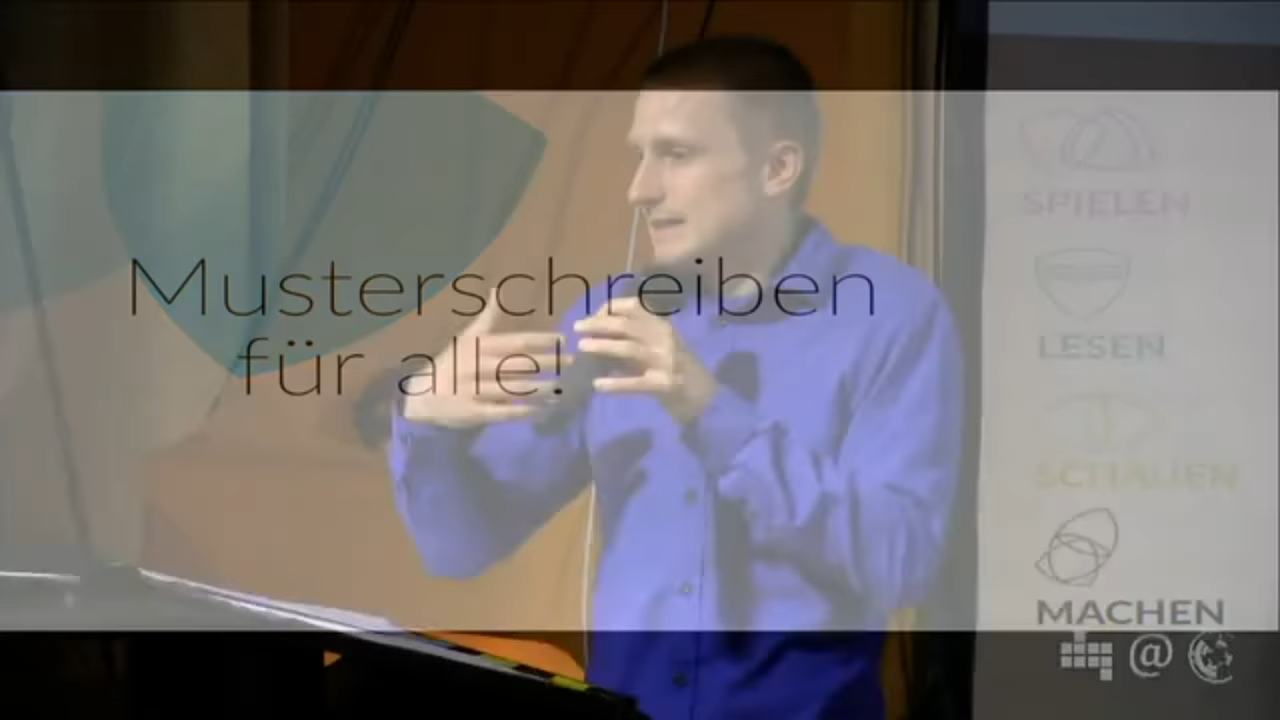 Musterschreiben
für alle!
SPIELEN
LESEN
SCHAUEN
MACHEN
@